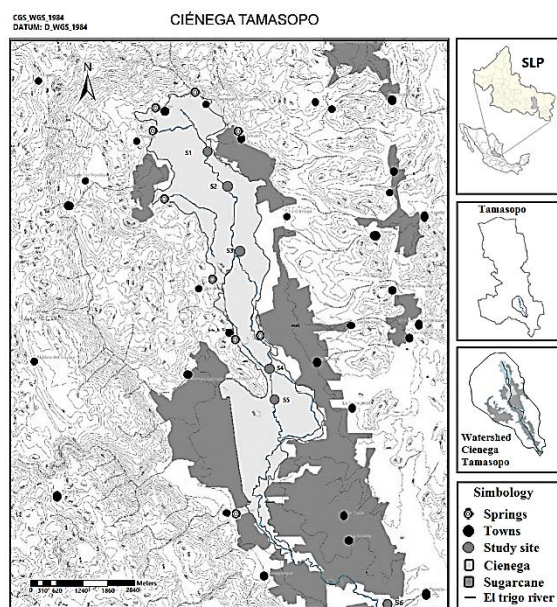 CGS_WGS_1984
DATUM: D_WGS_1984
CIÉNEGA TAMASOPO
N
S1
S2
S3
S4
S5
S6
0 310 620 1240 1860 2840 Meters
SLP
Tamasopo
Watershed
Cienega
Tamasopo
Simbology
Springs
Towns
Study site
Cienega
Sugarcane
El trigo river